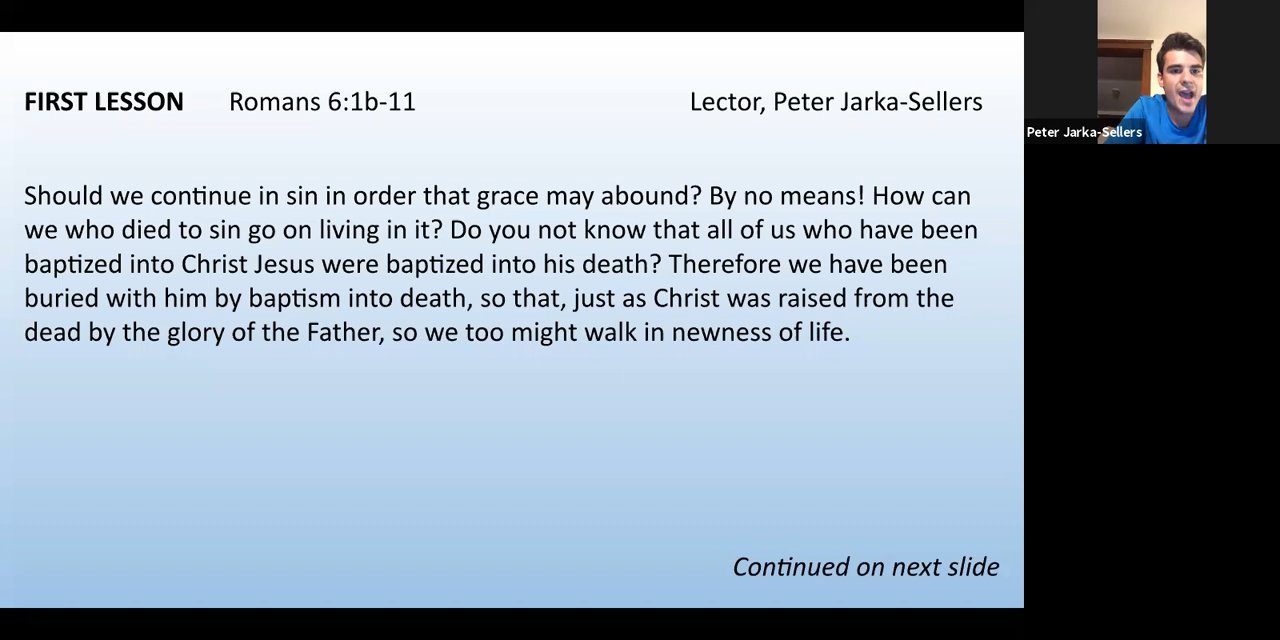 FIRST LESSON Romans 6:1b-11 Lector, Peter Jarka-Sellers
Peter Jarka-Sellers
Should we continue in sin in order that grace may abound? By no means! How can
we who died to sin go on living in it? Do you not know that all of us who have been
baptized into Christ Jesus were baptized into his death? Therefore we have been
buried with him by baptism into death, so that, just as Christ was raised from the
dead by the glory of the Father, so we too might walk in newness of life.
Continued on next slide